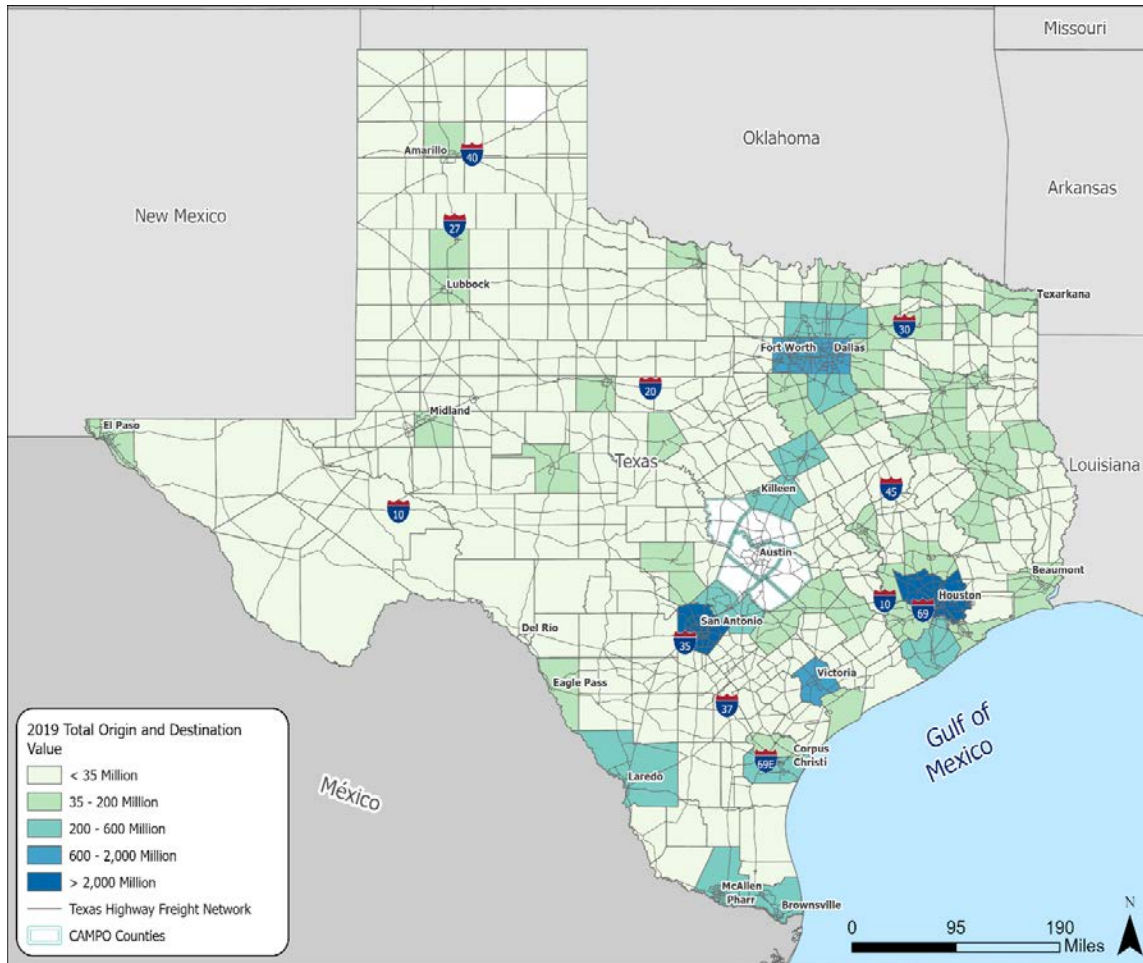 Missouri
Oklahoma
Amarillo
40
Arkansas
New Mexico
27
Lubbock
Texarkana
30
Fort Worth
Dallas
20
Midland
El Paso
Texas
Louisiana
Killeen
45
10
Austin
Beaumont
10
Houston
69
San Antonio
Del Rio
35
Victoria
Eagle Pass
37
Gulf of
Mexico
Corpus
Christi
69E
Laredo
México
McAllen
Pharr
Brownsville
2019 Total Origin and Destination
Value
< 35 Million
35 - 200 Million
200 - 600 Million
600 - 2,000 Million
> 2,000 Million
Texas Highway Freight Network
CAMPO Counties
N
0 95 190
Miles